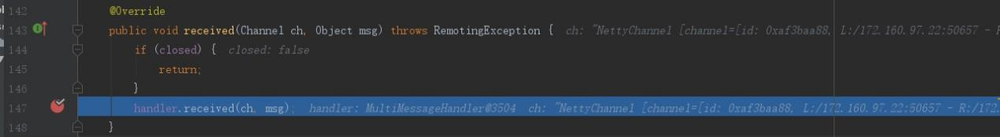 142 @Override
143 public void received(Channel ch, Object msg) throws RemotingException { ch: "NettyChannel [channel=[id: 0xaf3baa88, L:/172.160.97.22:50657 - R
144 if (closed) { closed: false
145 return;
146 }
147 handler.received(ch, msg); handler: MultiMessageHandler@3504 ch: "NettyChannel [channel=[id: 0xaf3baa88, L:/172.160.97.22:50657 - R:/172.
148 }